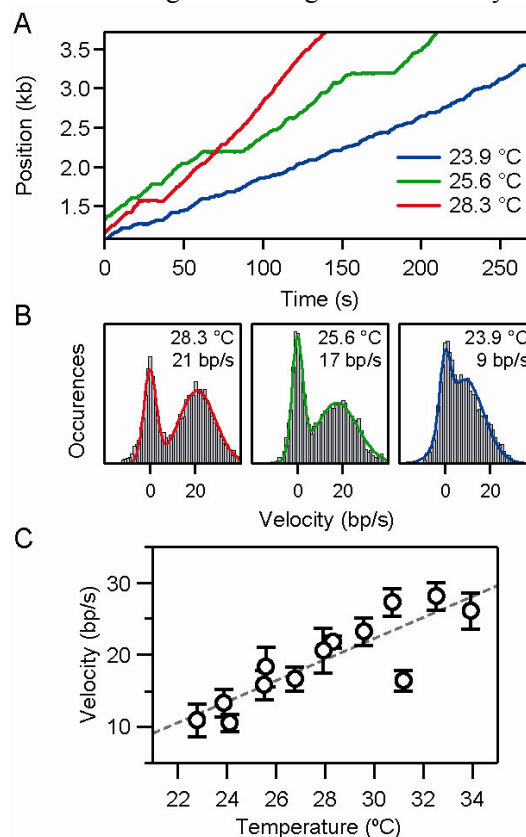 A
Position (kb)
3.5
3.0
2.5
2.0
1.5
23.9 °C
25.6 °C
28.3 °C
0 50 100 150 200 250
Time (s)
B
Occurences
28.3 °C
21 bp/s
25.6 °C
17 bp/s
23.9 °C
9 bp/s
0 20 0 20 0 20
Velocity (bp/s)
C
Velocity (bp/s)
30
20
10
22 24 26 28 30 32 34
Temperature (ºC)